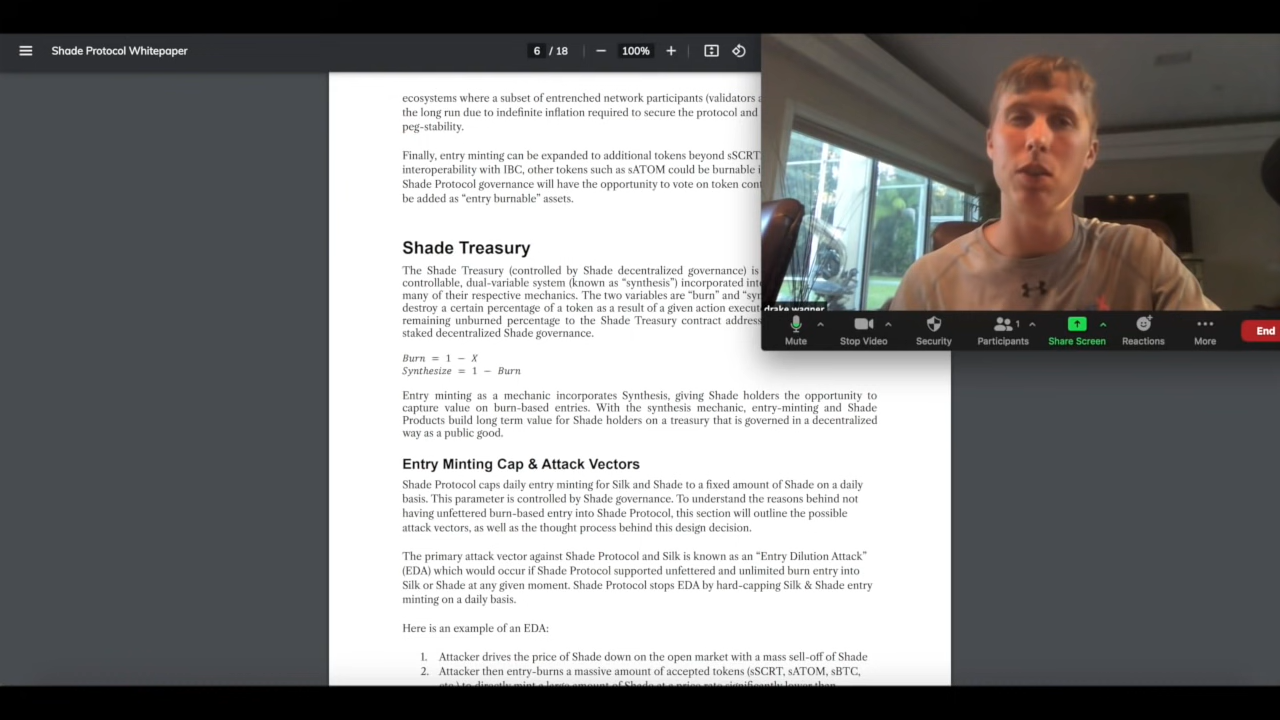 Shade Protocol Whitepaper
6 / 18
100%
ecosystems where a subset of entrenched network participants (validators
the long run due to indefinite inflation required to secure the protocol and
peg-stability.
Finally, entry minting can be expanded to additional tokens beyond sSCRT
interoperability with IBC, other tokens such as sATOM could be burnable
Shade Protocol governance will have the opportunity to vote on token
be added as “entry burnable” assets.
Shade Treasury
The Shade Treasury (controlled by Shade decentralized governance) is
controllable, dual-variable system (known as “synthesis”) incorporated
many of their respective mechanics. The two variables are “burn” and
destroy a certain percentage of a token as a result of a given action
remaining unburned percentage to the Shade Treasury contract
staked decentralized Shade governance.
Burn = 1 − X
Synthesize = 1 − Burn
Entry minting as a mechanic incorporates Synthesis, giving Shade holders the opportunity to
capture value on burn-based entries. With the synthesis mechanic, entry-minting and Shade
Products build long term value for Shade holders on a treasury that is governed in a decentralized
way as a public good.
Entry Minting Cap & Attack Vectors
Shade Protocol caps daily entry minting for Silk and Shade to a fixed amount of Shade on a daily
basis. This parameter is controlled by Shade governance. To understand the reasons behind not
having unfettered burn-based entry into Shade Protocol, this section will outline the possible
attack vectors, as well as the thought process behind this design decision.
The primary attack vector against Shade Protocol and Silk is known as an “Entry Dilution Attack”
(EDA) which would occur if Shade Protocol supported unfettered and unlimited burn entry into
Silk or Shade at any given moment. Shade Protocol stops EDA by hard-capping Silk & Shade entry
minting on a daily basis.
Here is an example of an EDA:
1. Attacker drives the price of Shade down on the open market with a mass sell-off of Shade
2. Attacker then entry-burns a massive amount of accepted tokens (sSCRT, sATOM, sBTC,
etc.) to directly mint a large amount of Shade at a price rate significantly lower than
drake wagner
Mute
Stop Video
Security
Participants
1
Share Screen
Reactions
More
End